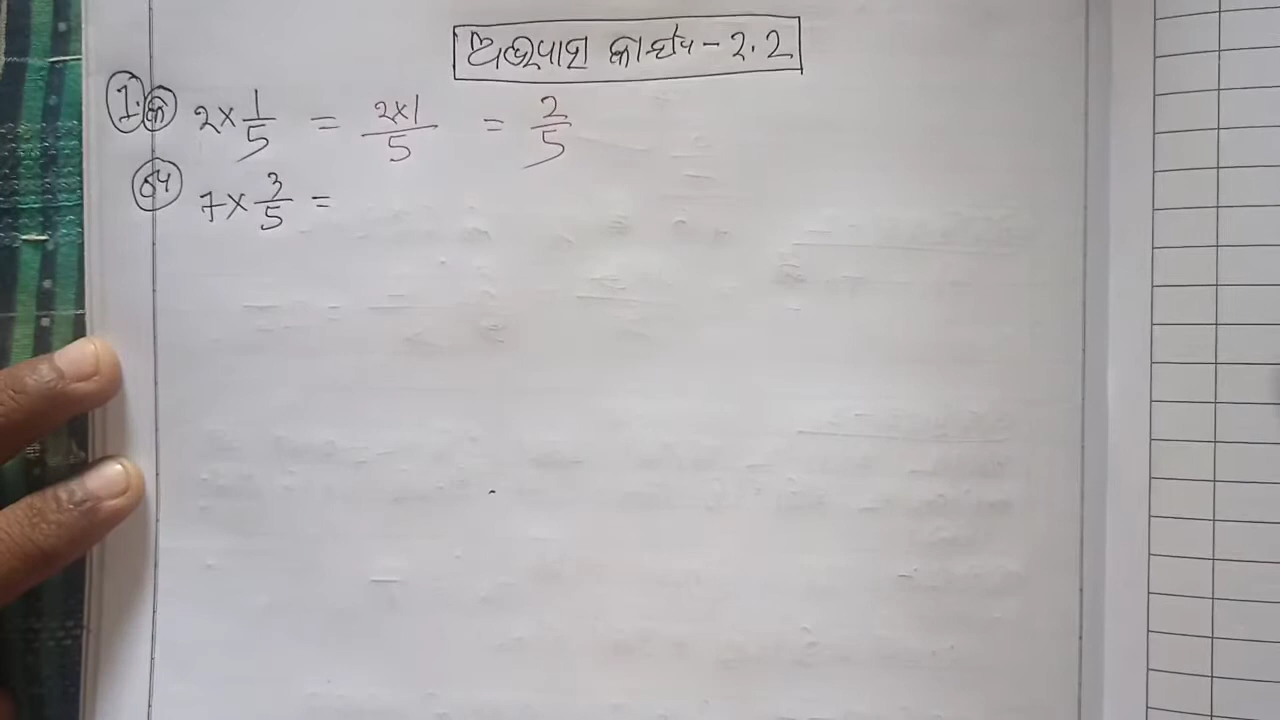 ଅଭ୍ୟାସ କାର୍ଯ୍ୟ - 2.2
1. କ 2 × 1/5 = 2×1/5 = 2/5
ଖ 7 × 3/5 =